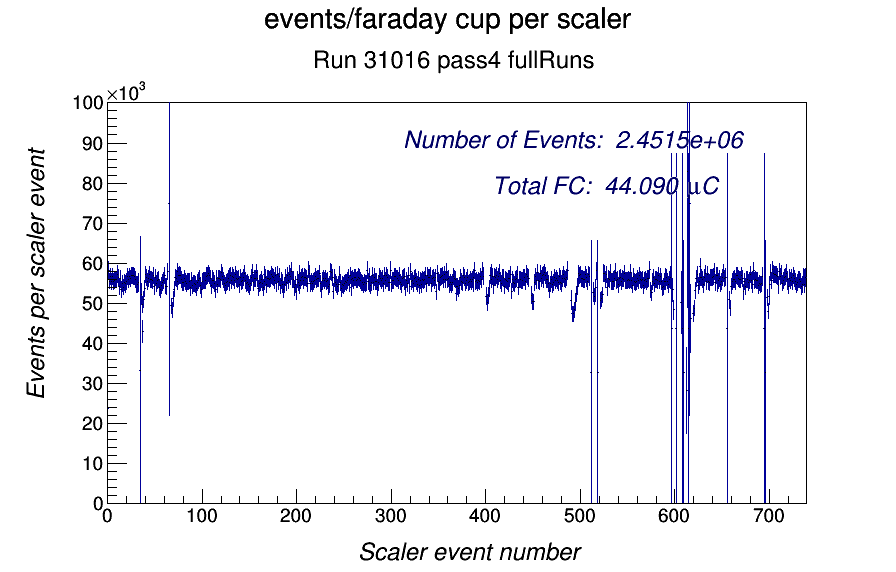 events/faraday cup per scaler
Run 31016 pass4 fullRuns
×10³
100
90
80
70
60
50
40
30
20
10
0
Events per scaler event
Number of Events: 2.4515e+06
Total FC: 44.090 μC
0 100 200 300 400 500 600 700
Scaler event number